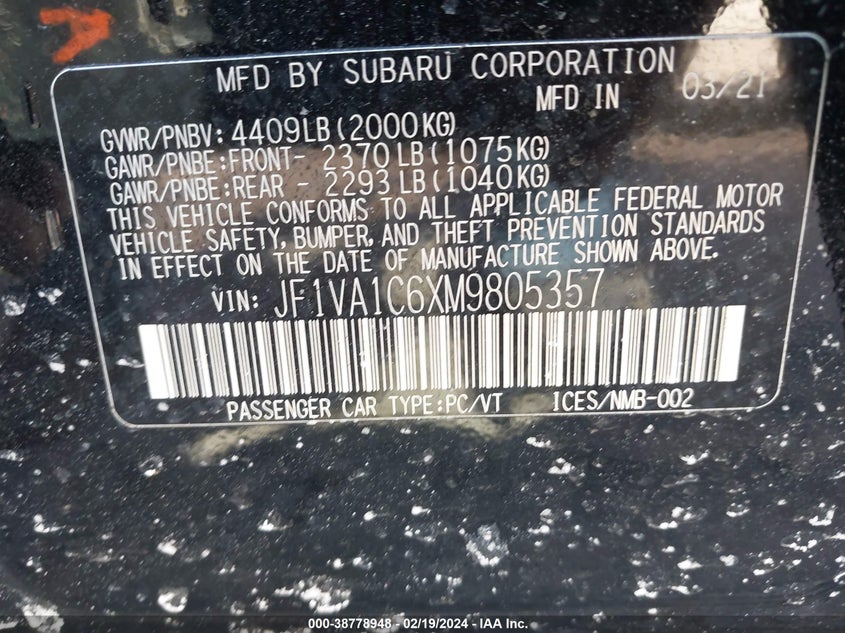 MFD BY SUBARU CORPORATION
MFD IN 03/21
GVWR/PNBV: 4409LB(2000KG)
GAWR/PNBE:FRONT- 2370LB(1075KG)
GAWR/PNBE:REAR - 2293LB(1040KG)
THIS VEHICLE CONFORMS TO ALL APPLICABLE FEDERAL MOTOR
VEHICLE SAFETY, BUMPER, AND THEFT PREVENTION STANDARDS
IN EFFECT ON THE DATE OF MANUFACTURE SHOWN ABOVE.
VIN: JF1VA1C6XM9805357
PASSENGER CAR TYPE:PC/VT ICES/NMB-002
000-38778948 - 02/19/2024 - IAA Inc.